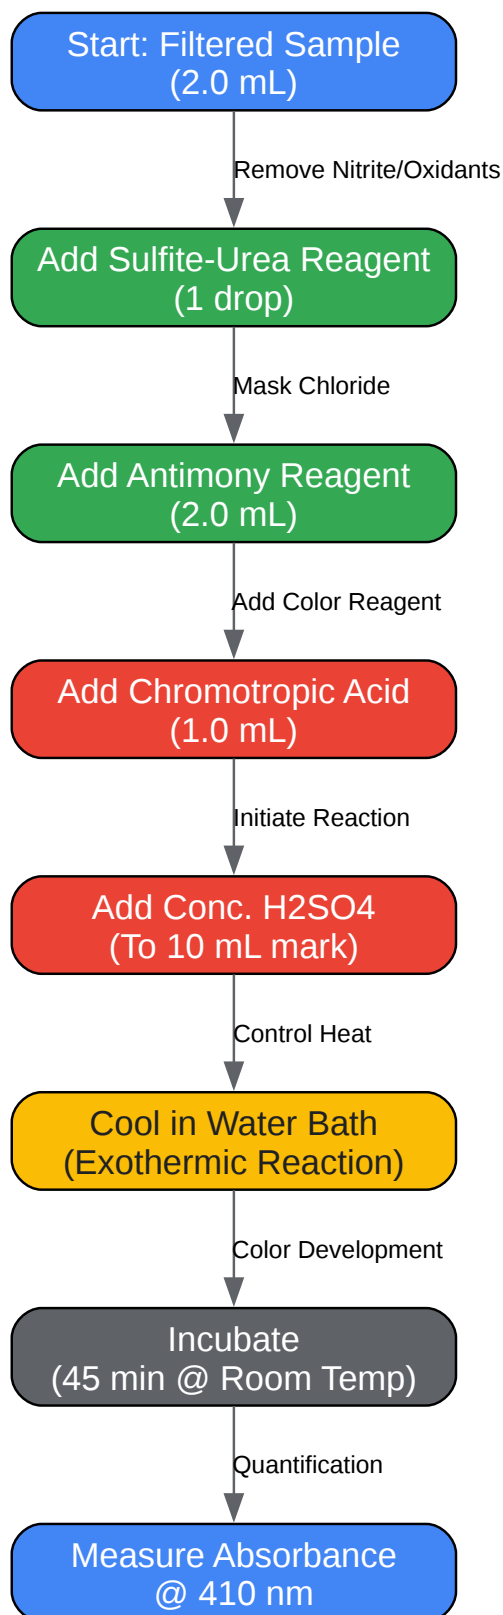 Start: Filtered Sample
(2.0 mL)
Remove Nitrite/Oxidants
Add Sulfite-Urea Reagent
(1 drop)
Mask Chloride
Add Antimony Reagent
(2.0 mL)
Add Color Reagent
Add Chromotropic Acid
(1.0 mL)
Initiate Reaction
Add Conc. H2SO4
(To 10 mL mark)
Control Heat
Cool in Water Bath
(Exothermic Reaction)
Color Development
Incubate
(45 min @ Room Temp)
Quantification
Measure Absorbance
@ 410 nm